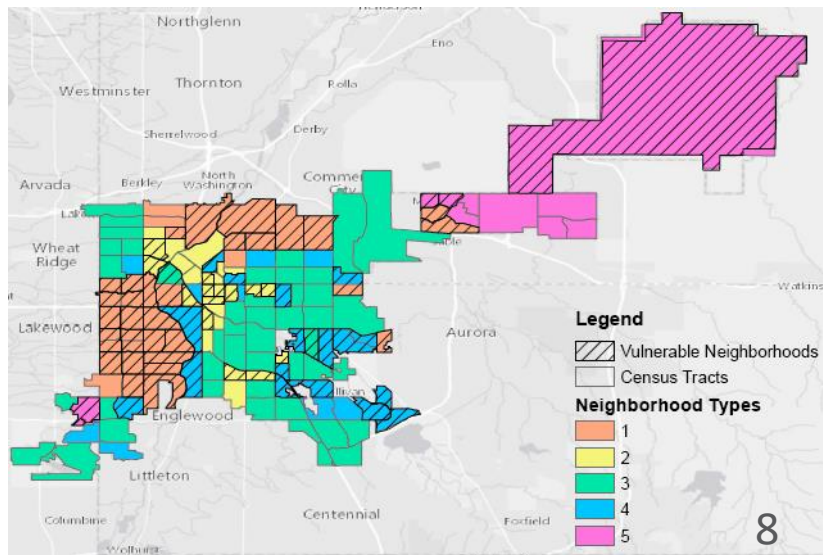 Northglenn
Eno
Thornton
Westminster
Rolla
Derby
Sherrelwood
Arvada
Berkley
North
Washington
Commerce
City
Wheat
Ridge
Watkins
Lakewood
Aurora
Englewood
Littleton
Centennial
Columbine
Foxfield
Wolhurst
Legend
Vulnerable Neighborhoods
Census Tracts
Neighborhood Types
1
2
3
4
5
8